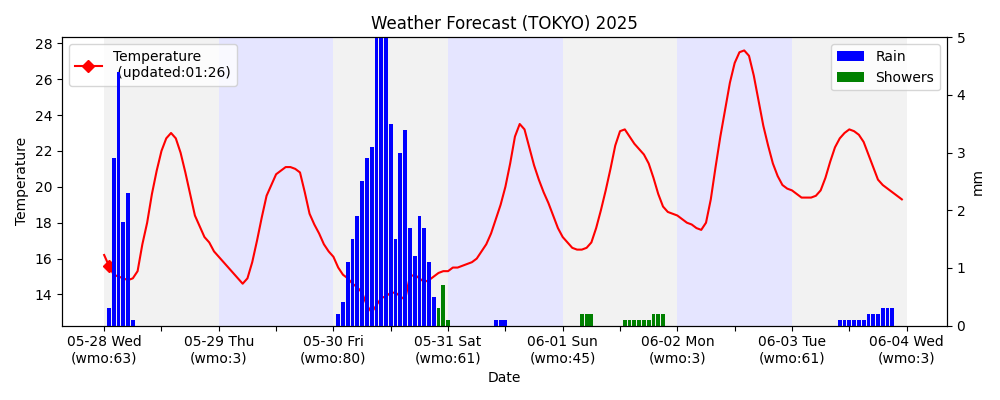 Weather Forecast (TOKYO) 2025
Temperature
(updated:01:26)
Rain
Showers
28
26
24
22
20
18
16
14
Temperature
5
4
3
2
1
0
mm
05-28 Wed
(wmo:63)
05-29 Thu
(wmo:3)
05-30 Fri
(wmo:80)
05-31 Sat
(wmo:61)
06-01 Sun
(wmo:45)
06-02 Mon
(wmo:3)
06-03 Tue
(wmo:61)
06-04 Wed
(wmo:3)
Date